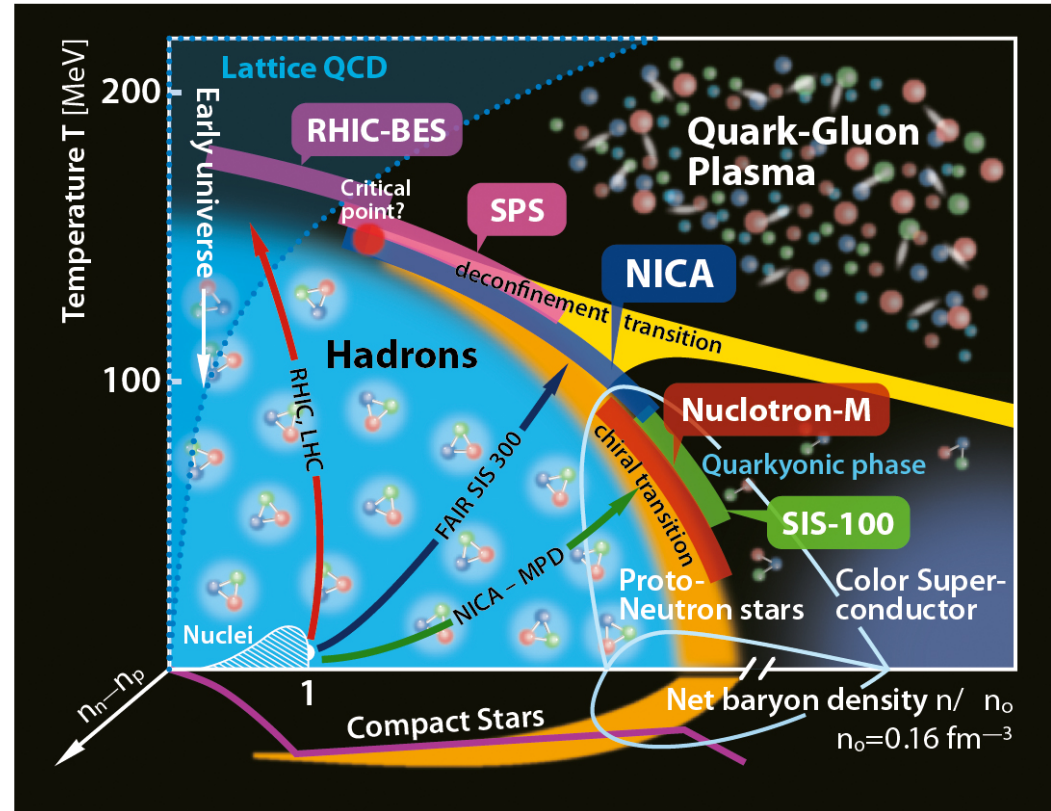 Temperature T [MeV]
200
100
Lattice QCD
Early universe
RHIC-BES
Critical
point?
SPS
Quark-Gluon
Plasma
NICA
deconfinement transition
Hadrons
RHIC, LHC
FAIR SIS 300
NICA – MPD
Nuclotron-M
chiral transition
Quarkyonic phase
SIS-100
Proto-
Neutron stars
Color Super-
conductor
Nuclei
1
nₙ—nₚ
Compact Stars
Net baryon density n/ n₀
n₀=0.16 fm⁻³